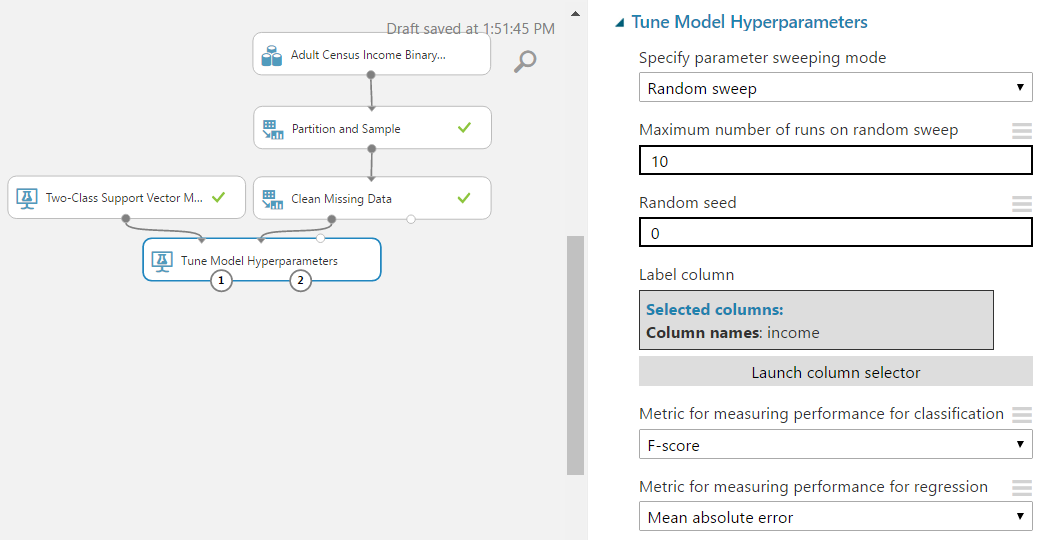 Draft saved at 1:51:45 PM
Adult Census Income Binary...
Partition and Sample
Two-Class Support Vector M...
Clean Missing Data
Tune Model Hyperparameters
1
2
Tune Model Hyperparameters
Specify parameter sweeping mode
Random sweep
Maximum number of runs on random sweep
10
Random seed
0
Label column
Selected columns:
Column names: income
Launch column selector
Metric for measuring performance for classification
F-score
Metric for measuring performance for regression
Mean absolute error